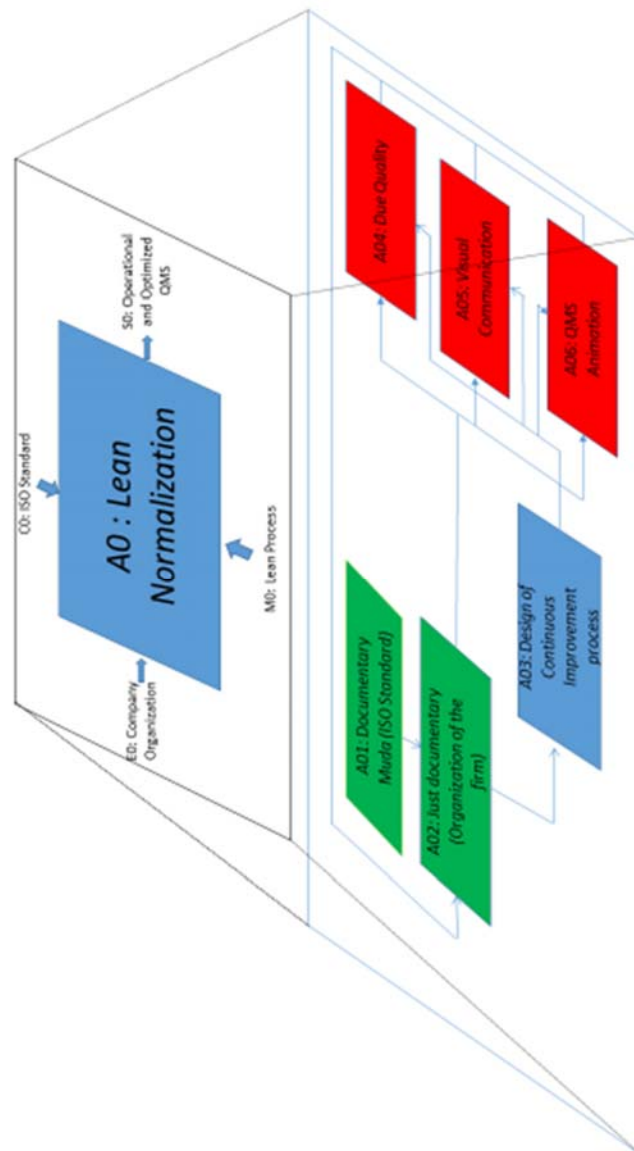 C0: ISO Standard
E0: Company
Organization
A0 : Lean
Normalization
S0: Operational
and Optimized
QMS
M0: Lean Process
A01: Documentary
Muda (ISO Standard)
A02: Just documentary
(Organization of the
firm)
A03: Design of
Continuous
Improvement
process
A04: Due Quality
A05: Visual
Communication
A06: QMS
Animation